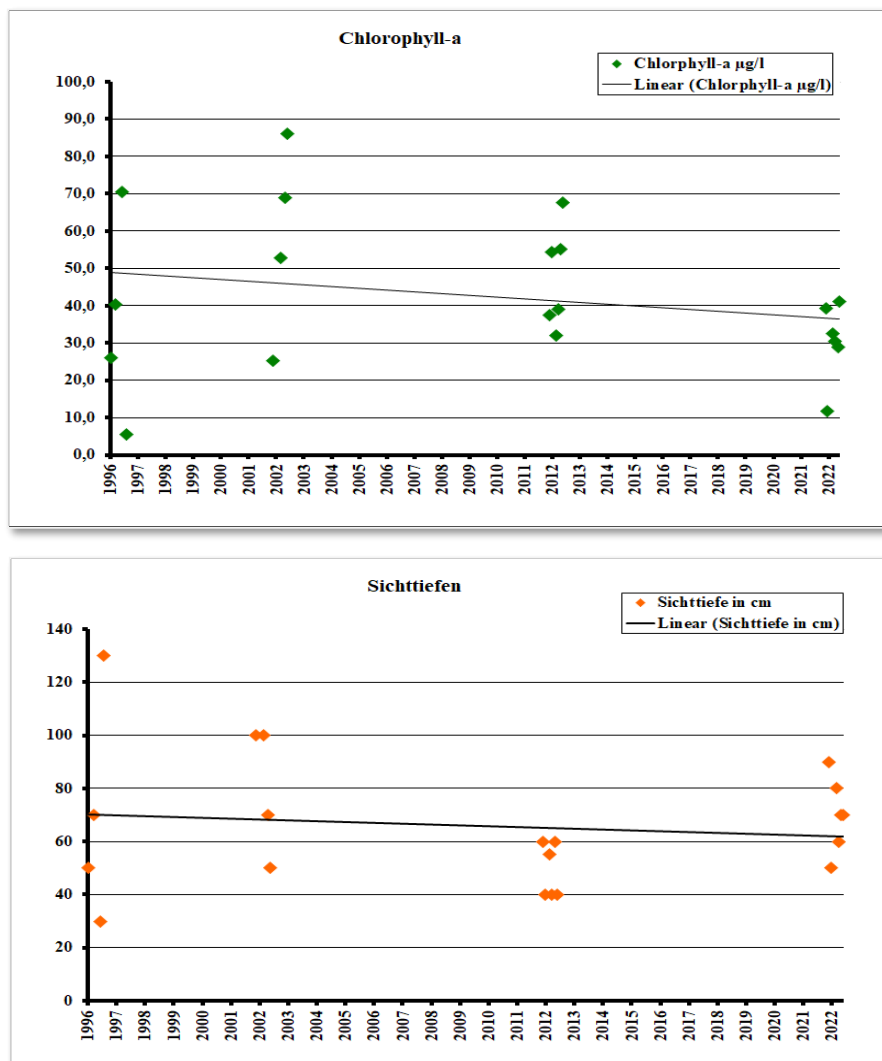 Chlorophyll-a
Chlorphyll-a µg/l
Linear (Chlorphyll-a µg/l)
100,0
90,0
80,0
70,0
60,0
50,0
40,0
30,0
20,0
10,0
0,0
1996 1997 1998 1999 2000 2001 2002 2003 2004 2005 2006 2007 2008 2009 2010 2011 2012 2013 2014 2015 2016 2017 2018 2019 2020 2021 2022
Sichttiefen
Sichttiefe in cm
Linear (Sichttiefe in cm)
140
120
100
80
60
40
20
0
1996 1997 1998 1999 2000 2001 2002 2003 2004 2005 2006 2007 2008 2009 2010 2011 2012 2013 2014 2015 2016 2017 2018 2019 2020 2021 2022